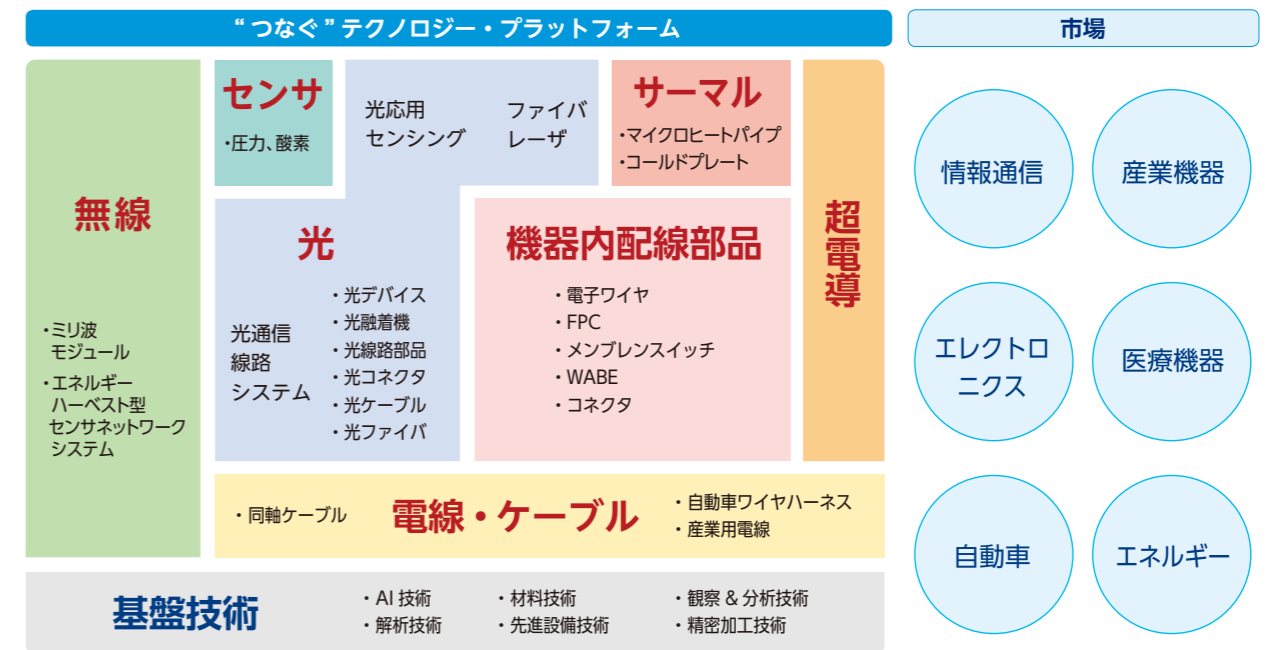 “つなぐ”テクノロジー・プラットフォーム
市場
無線
・ミリ波
モジュール
・エネルギー
ハーベスト型
センサネットワーク
システム
センサ
・圧力、酸素
光応用
センシング
ファイバ
レーザ
サーマル
・マイクロヒートパイプ
・コールドプレート
超電導
光
光通信
線路
システム
・光デバイス
・光融着機
・光線路部品
・光コネクタ
・光ケーブル
・光ファイバ
機器内配線部品
・電子ワイヤ
・FPC
・メンブレンスイッチ
・WABE
・コネクタ
・同軸ケーブル
電線・ケーブル
・自動車ワイヤハーネス
・産業用電線
基盤技術
・AI 技術
・解析技術
・材料技術
・先進設備技術
・観察 & 分析技術
・精密加工技術
情報通信
産業機器
エレクトロ
ニクス
医療機器
自動車
エネルギー